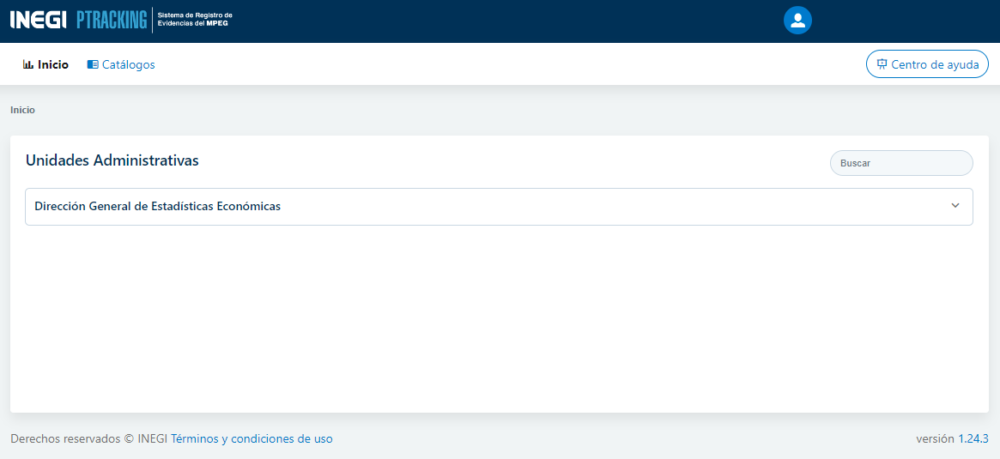 INEGI PTRACKING Sistema de Registro de
Evidencias del MPEG
Inicio Catálogos Centro de ayuda
Inicio
Unidades Administrativas Buscar
Dirección General de Estadísticas Económicas
Derechos reservados © INEGI Términos y condiciones de uso versión 1.24.3